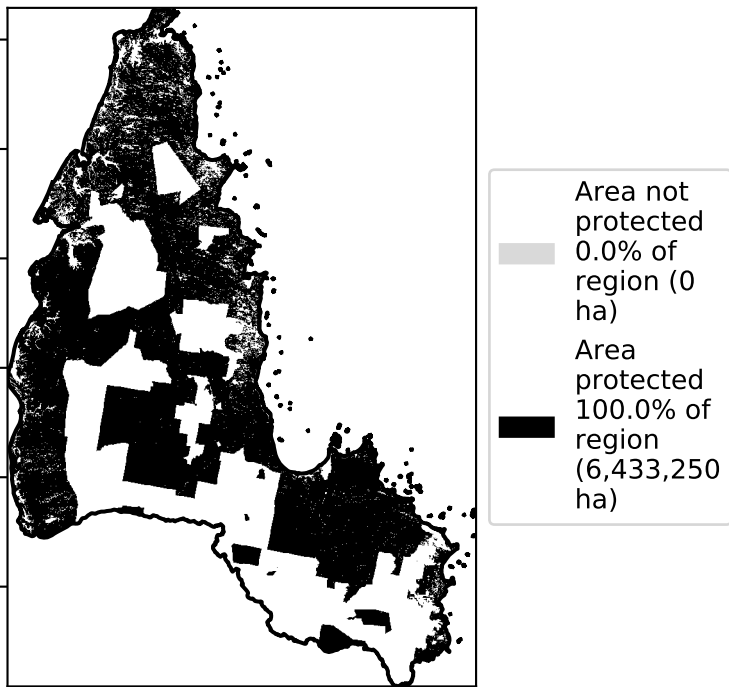 Area not
protected
0.0% of
region (0
ha)
Area
protected
100.0% of
region
(6,433,250
ha)